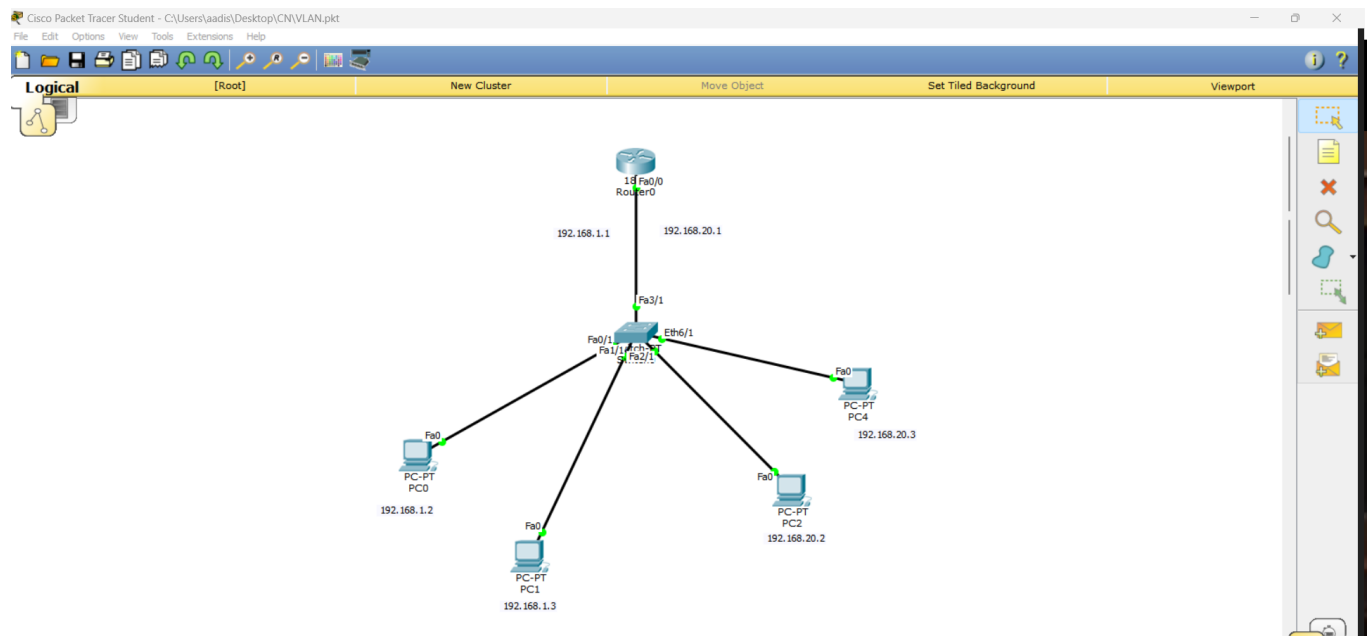 Cisco Packet Tracer Student - C:\Users\aadis\Desktop\CN\VLAN.pkt
File Edit Options View Tools Extensions Help
Logical [Root] New Cluster Move Object Set Tiled Background Viewport
18 Fa0/0
Router0
192.168.1.1 192.168.20.1
Fa3/1
Fa0/1 Eth6/1
Fa1/1
Fa2/1
Fa0
PC-PT
PC4
192.168.20.3
Fa0
PC-PT
PC0
192.168.1.2
Fa0
PC-PT
PC2
192.168.20.2
Fa0
PC-PT
PC1
192.168.1.3